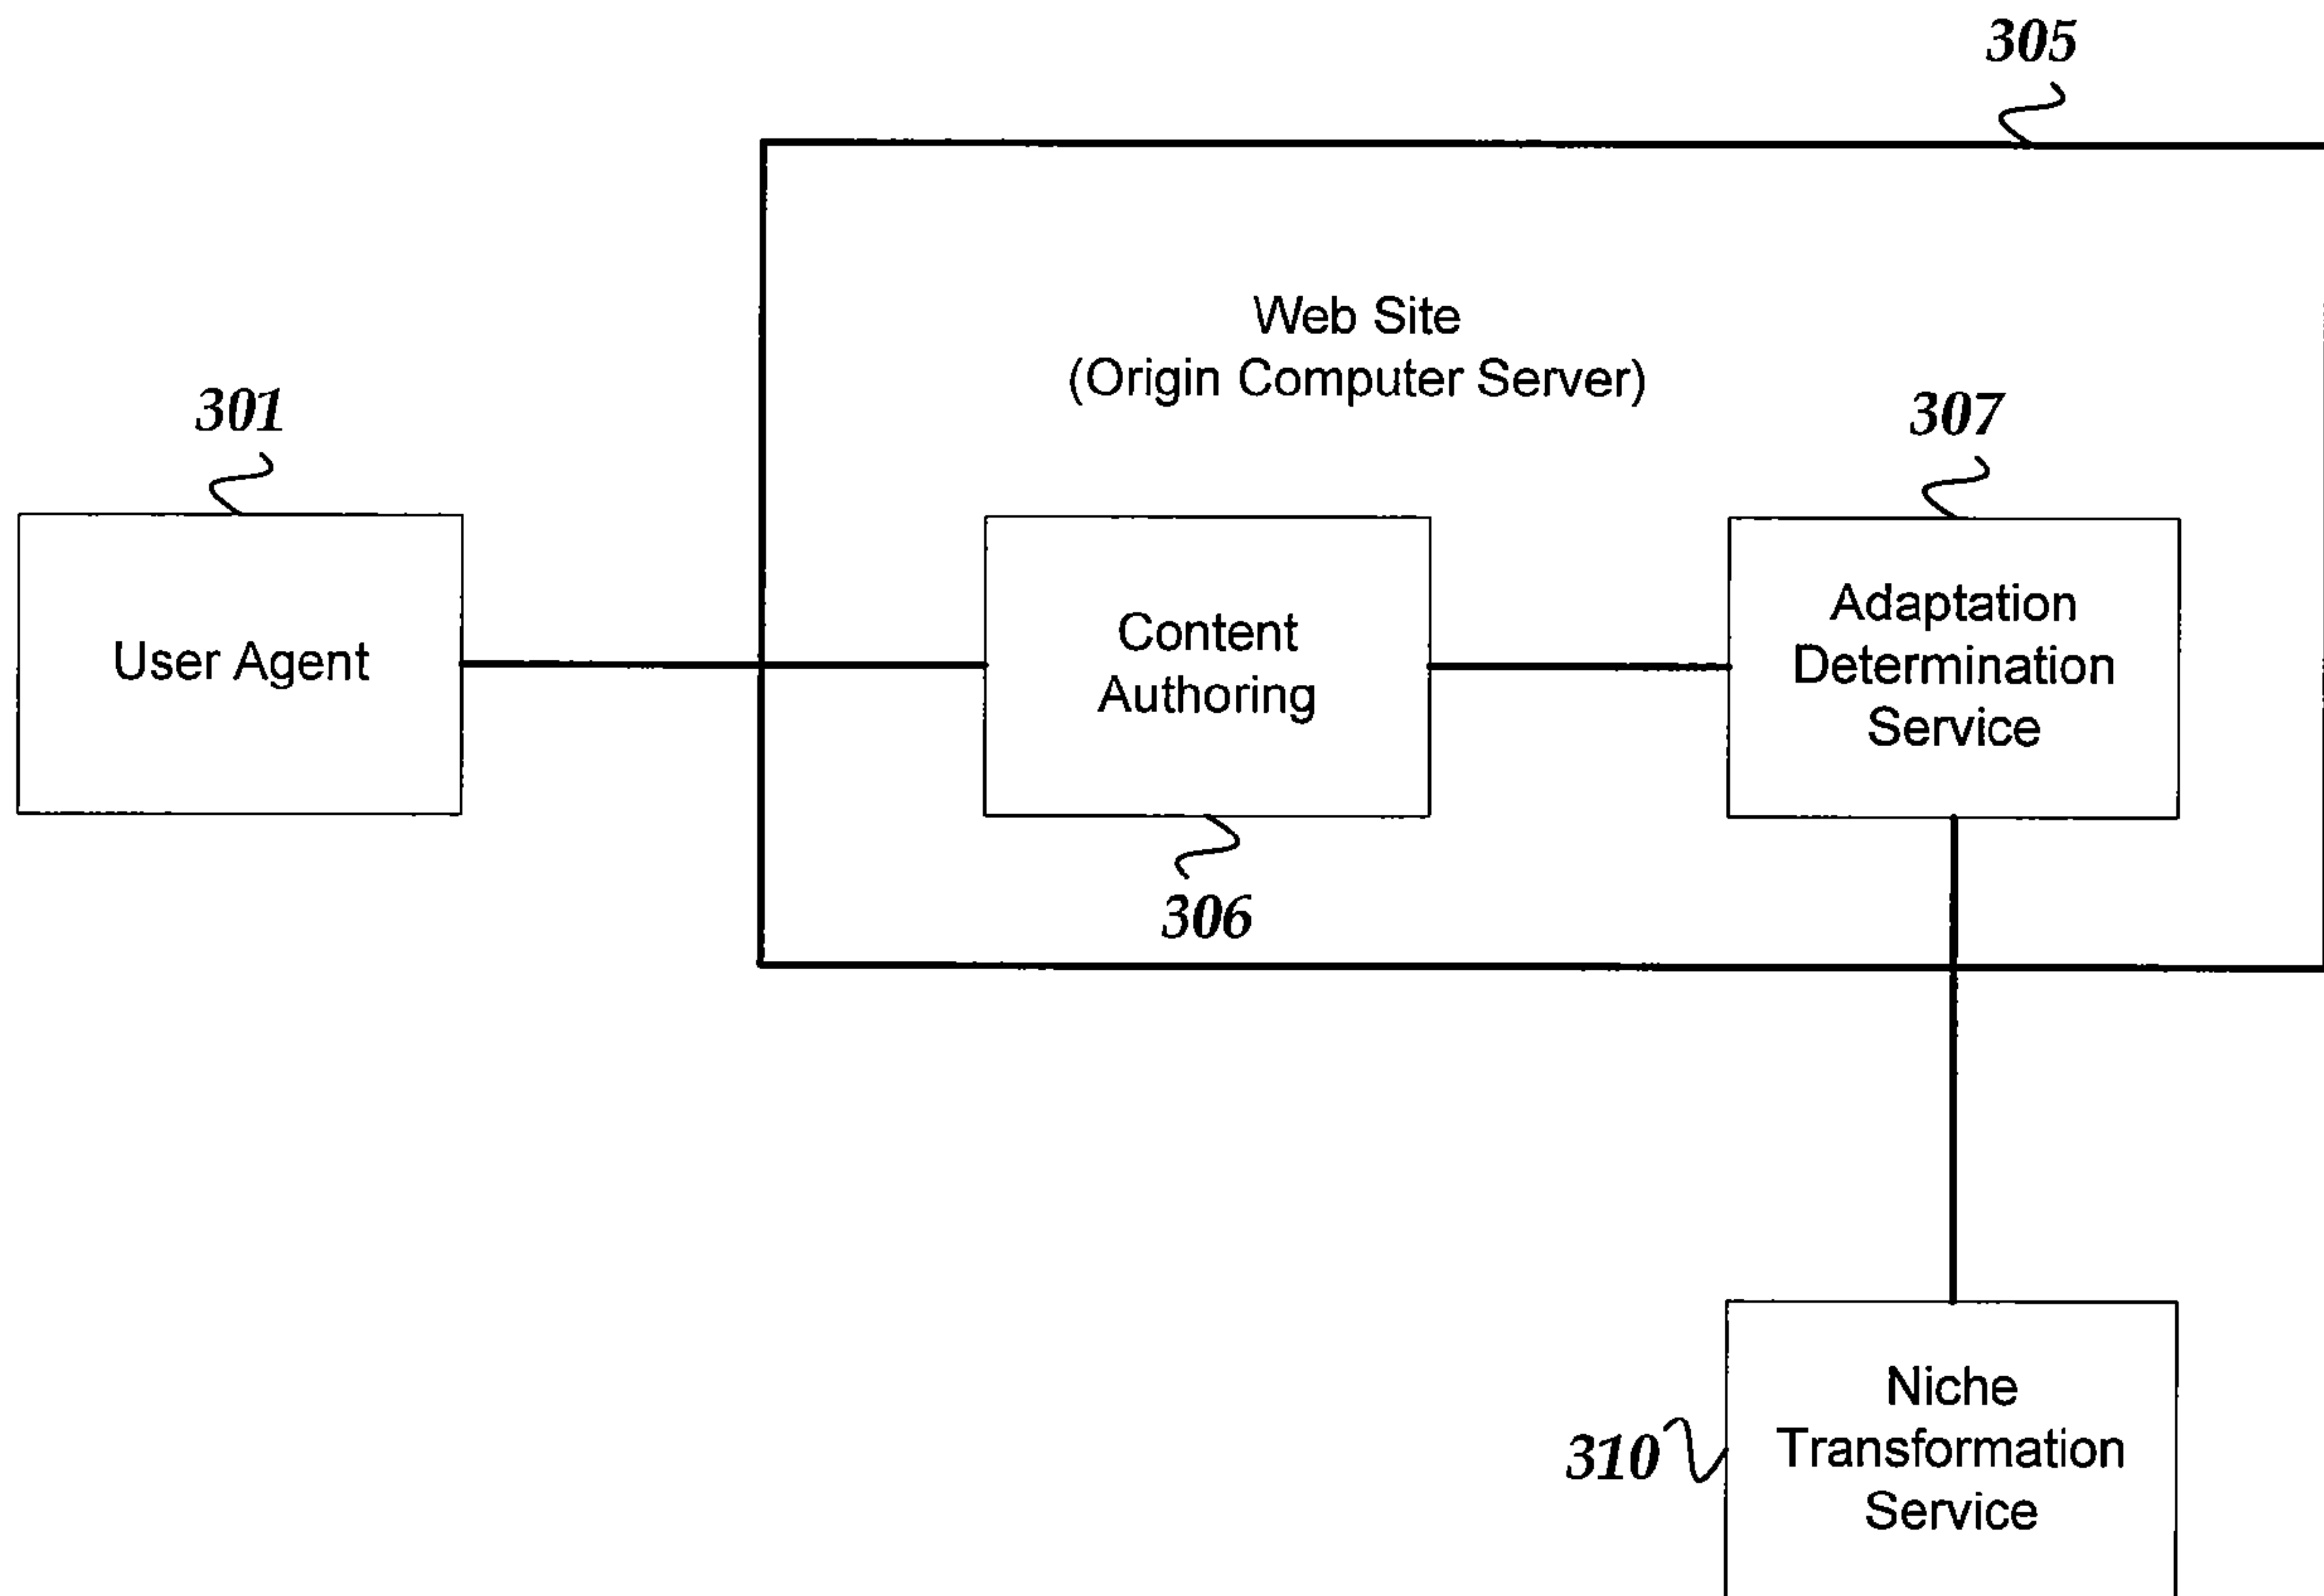 305
Web Site
(Origin Computer Server)
301
307
User Agent
Content
Authoring
Adaptation
Determination
Service
306
310
Niche
Transformation
Service